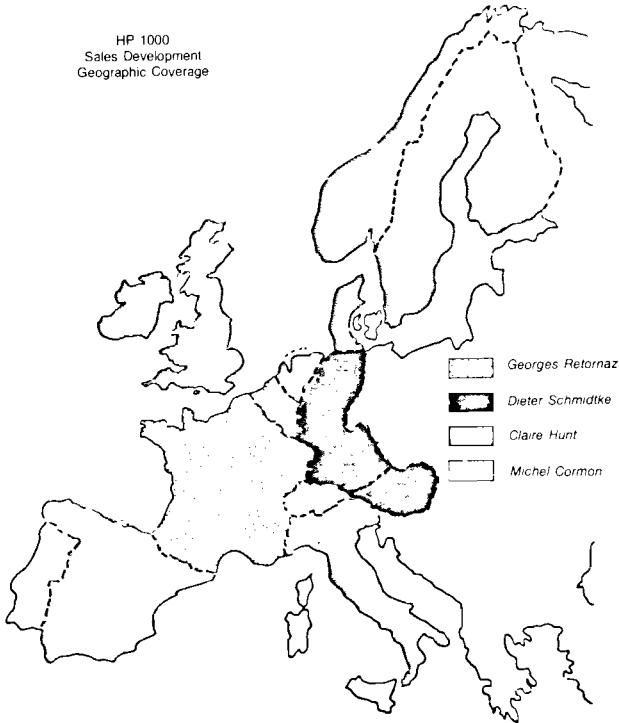 HP 1000
Sales Development
Geographic Coverage
Georges Retornaz
Dieter Schmidtke
Claire Hunt
Michel Cormon